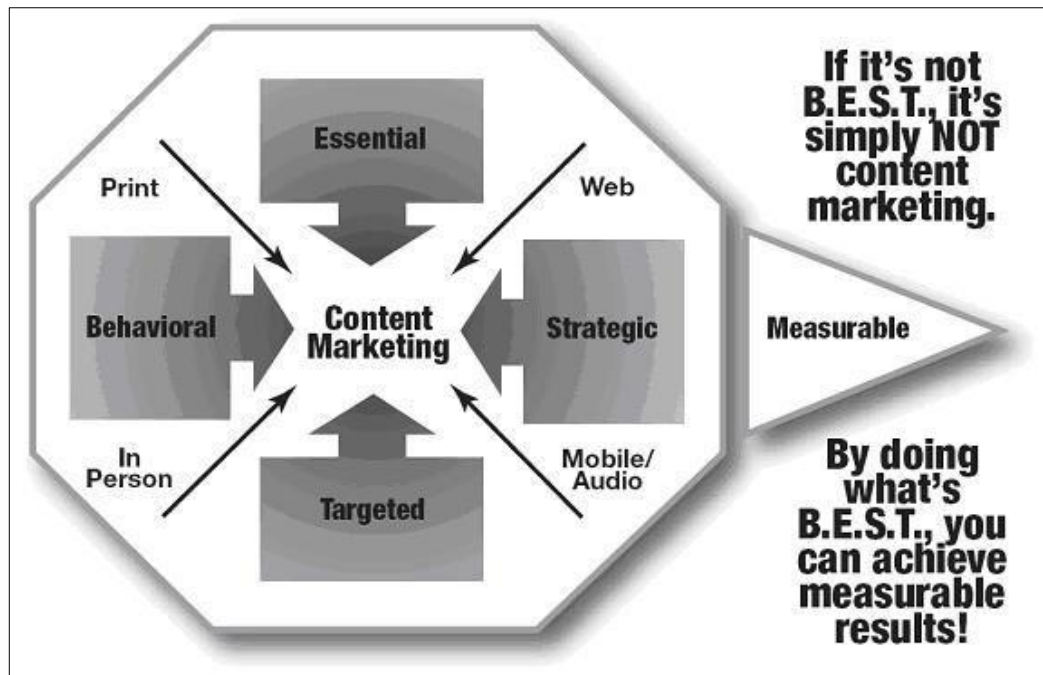 Essential
Print
Web
Behavioral
Content
Marketing
Strategic
In
Person
Mobile/
Audio
Targeted
Measurable
If it's not
B.E.S.T., it's
simply NOT
content
marketing.
By doing
what's
B.E.S.T., you
can achieve
measurable
results!